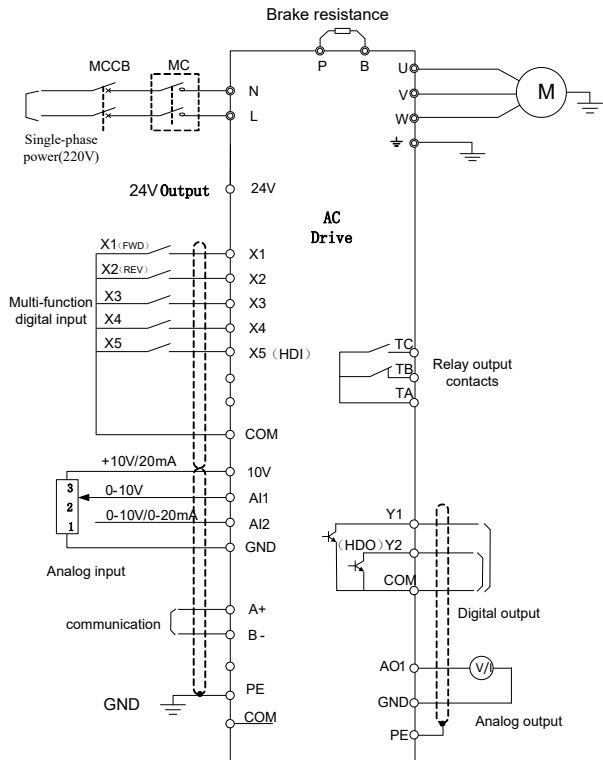 Brake resistance
P B
MCCB MC
N
L
Single-phase
power(220V)
U
V
W
M
24V Output 24V
AC
Drive
X1(FWD) X1
X2(REV) X2
X3 X3
X4 X4
X5 X5(HDI)
Multi-function
digital input
COM
TC
TB
TA
Relay output
contacts
+10V/20mA 10V
3
2
1
0-10V AI1
0-10V/0-20mA AI2
GND
Analog input
Y1
(HDO) Y2
COM
Digital output
communication
A+
B-
AO1
V/I
GND
Analog output
PE
GND
PE
COM